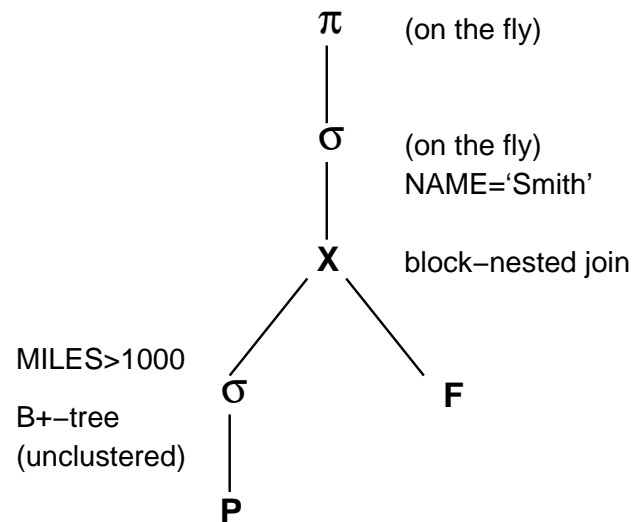 π (on the fly)
σ (on the fly)
NAME=‘Smith’
X block−nested join
MILES>1000
σ F
B+−tree
(unclustered)
P